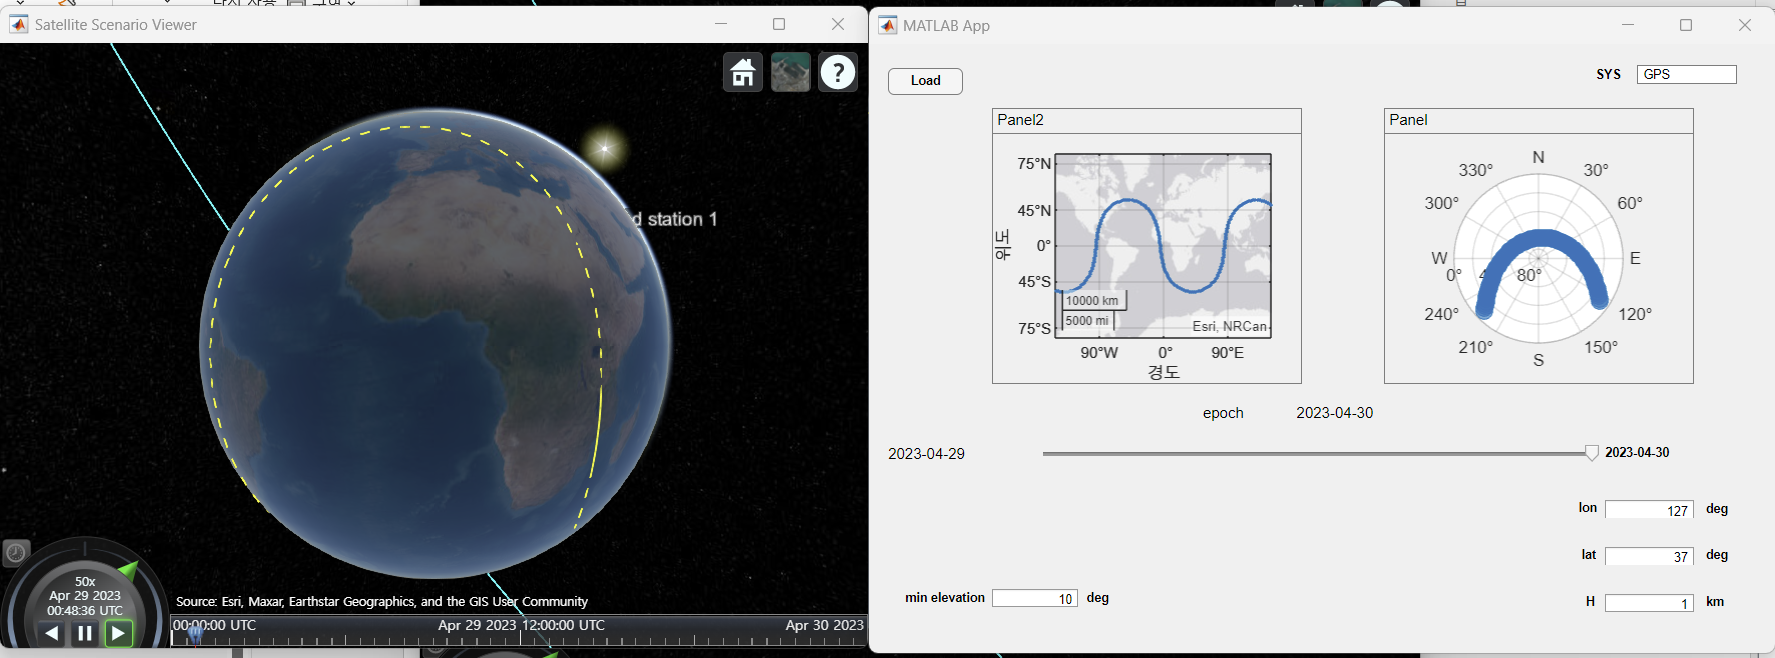 Satellite Scenario Viewer
d station 1
50x
Apr 29 2023
00:48:36 UTC
Source: Esri, Maxar, Earthstar Geographics, and the GIS User Community
00:00:00 UTC
Apr 29 2023 12:00:00 UTC
Apr 30 2023
MATLAB App
Load
SYS GPS
Panel2
75°N
45°N
0°
45°S
75°S
위도
10000 km
5000 mi
Esri, NRCan
90°W 0° 90°E
경도
Panel
N
330° 30°
300° 60°
W E
0° 4 80°
240° 120°
210° 150°
S
epoch 2023-04-30
2023-04-29
2023-04-30
lon 127 deg
lat 37 deg
min elevation 10 deg
H 1 km